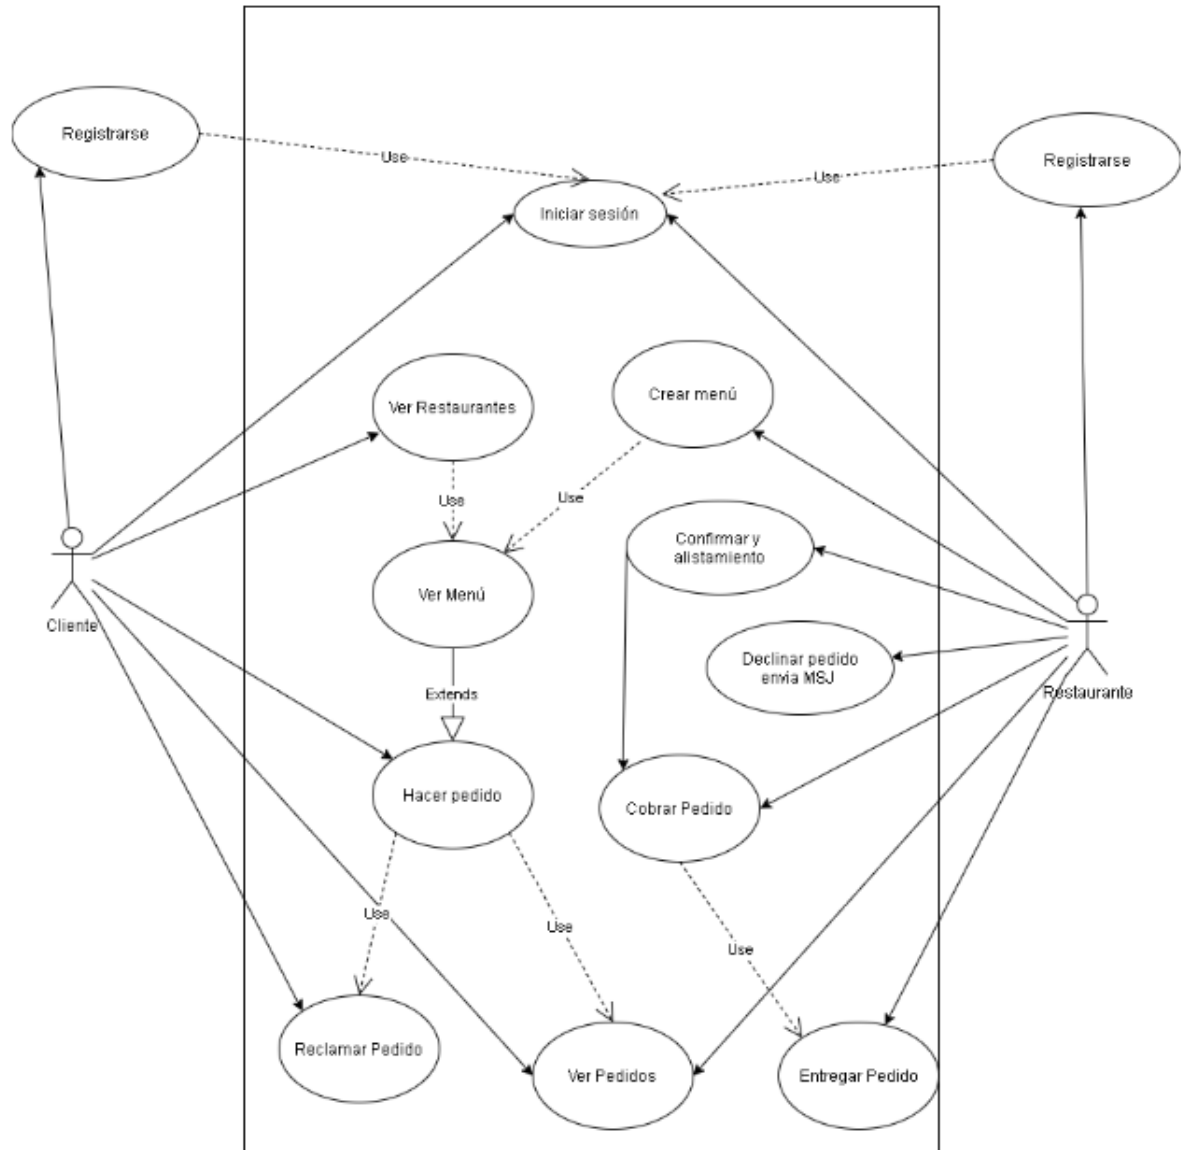 Registrarse
Registrarse
Use
Use
Iniciar sesión
Ver Restaurantes
Crear menú
Use
Use
Confirmar y
alistamiento
Ver Menú
Cliente
Declinar pedido
envia MSJ
Restaurante
Extends
Hacer pedido
Cobrar Pedido
Use
Use
Use
Reclamar Pedido
Ver Pedidos
Entregar Pedido